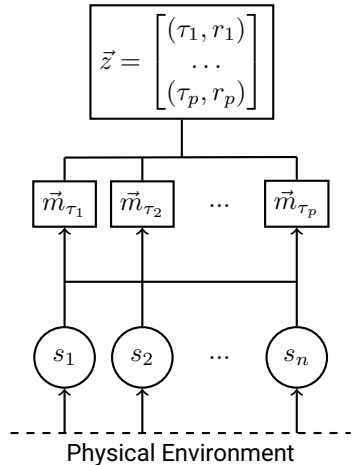 (τ₁, r₁)
z⃗ = ...
(τₚ, rₚ)
m⃗τ₁ m⃗τ₂ ... m⃗τₚ
s₁ s₂ ... sₙ
Physical Environment